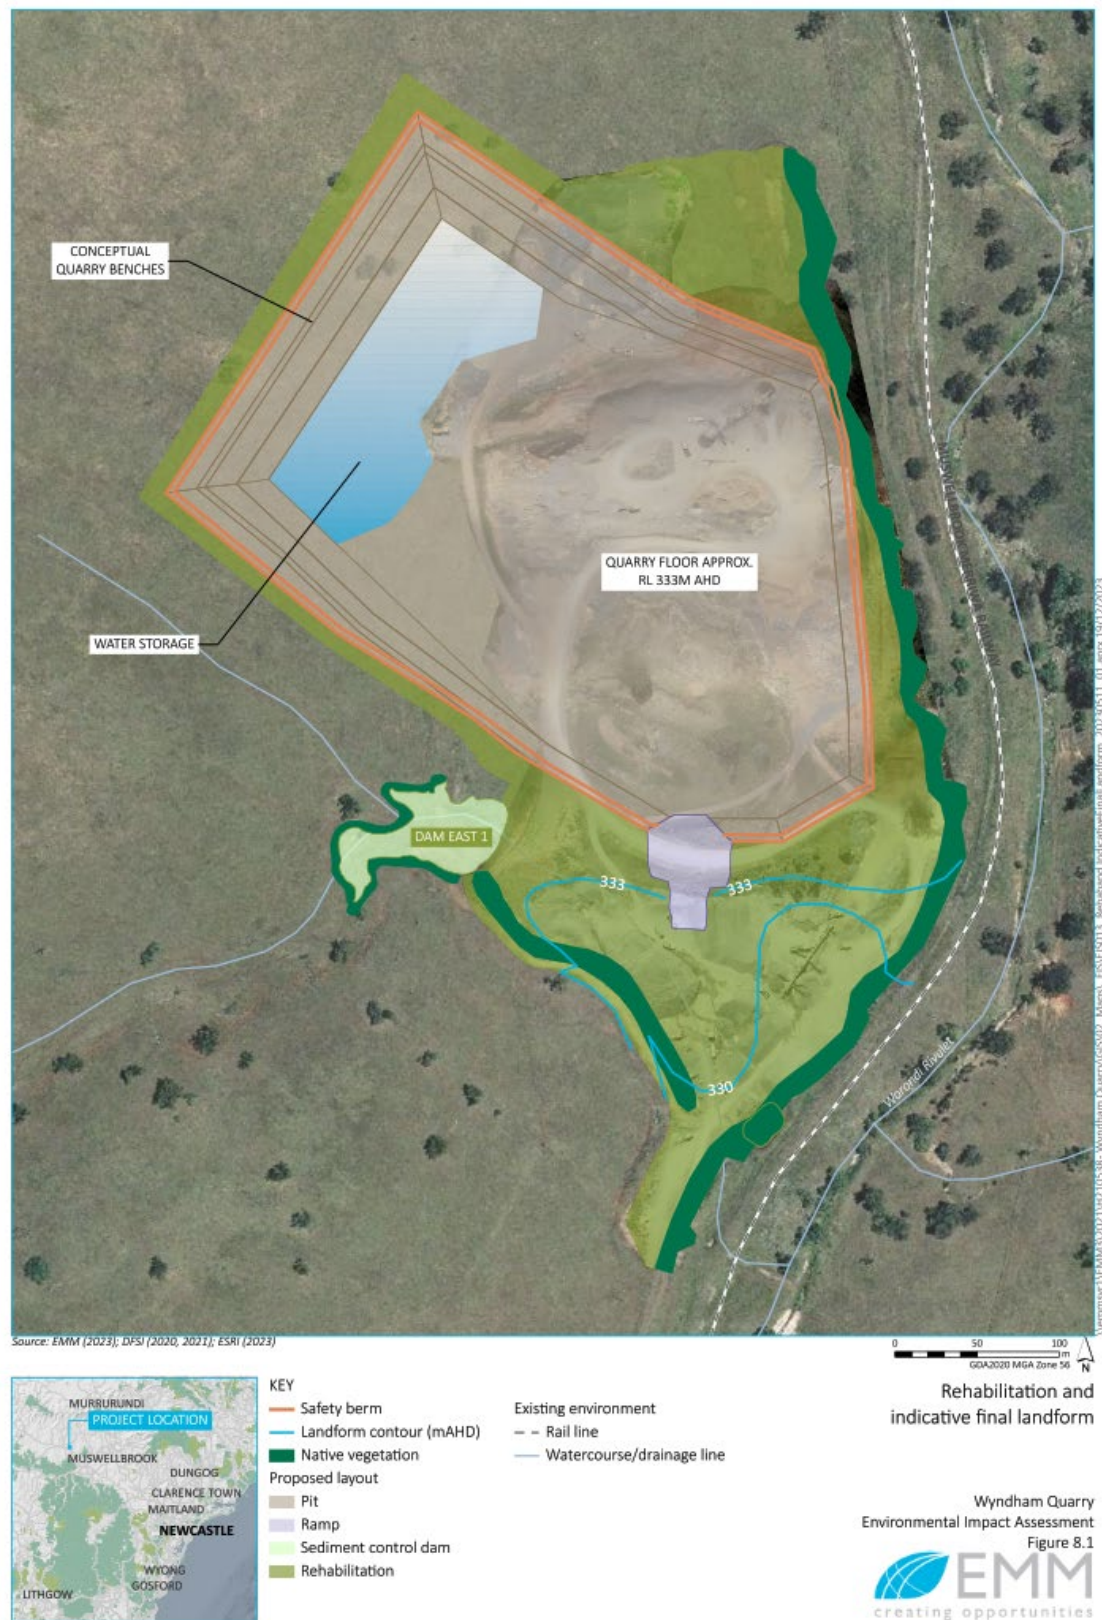 CONCEPTUAL
QUARRY BENCHES
QUARRY FLOOR APPROX.
RL 333M AHD
WATER STORAGE
DAM EAST 1
333
333
330
Worondi Rivulet
Source: EMM (2023); DFSI (2020, 2021); ESRI (2023)
0 50 100
m
GDA2020 MGA Zone 56
N
MURRURUNDI
PROJECT LOCATION
MUSWELLBROOK
DUNGOG
CLARENCE TOWN
MAITLAND
NEWCASTLE
WYONG
GOSFORD
LITHGOW
KEY
Safety berm
Landform contour (mAHD)
Native vegetation
Proposed layout
Pit
Ramp
Sediment control dam
Rehabilitation
Existing environment
Rail line
Watercourse/drainage line
Rehabilitation and
indicative final landform
Wyndham Quarry
Environmental Impact Assessment
Figure 8.1
EMM
creating opportunities